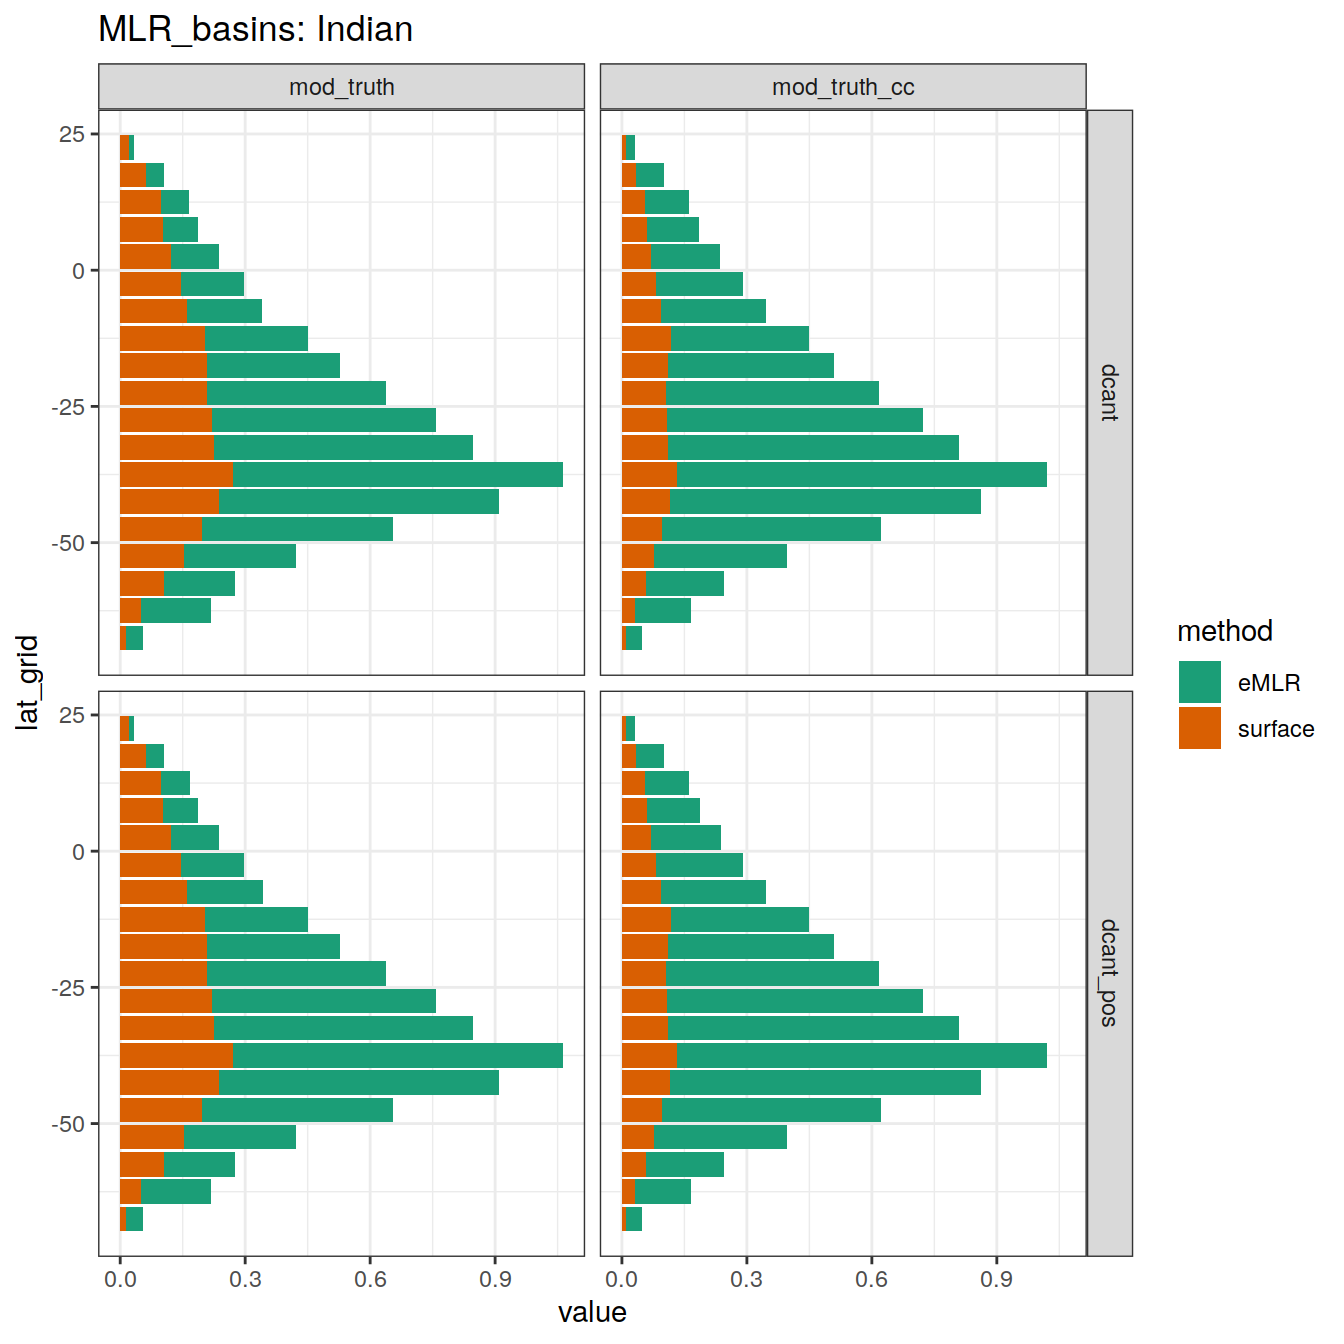 MLR_basins: Indian
mod_truth
mod_truth_cc
25
0
-25
-50
dcant
25
0
-25
-50
dcant_pos
0.0
0.3
0.6
0.9
0.0
0.3
0.6
0.9
value
lat_grid
method
eMLR
surface